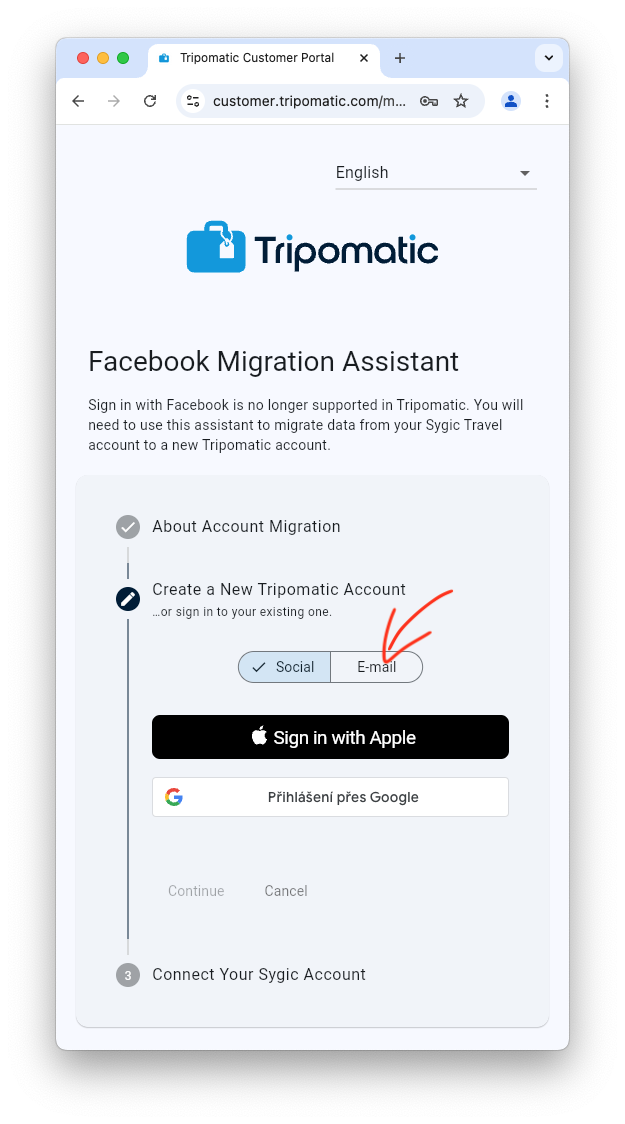 Tripomatic Customer Portal
customer.tripomatic.com/m...
English
Tripomatic
Facebook Migration Assistant
Sign in with Facebook is no longer supported in Tripomatic. You will
need to use this assistant to migrate data from your Sygic Travel
account to a new Tripomatic account.
About Account Migration
Create a New Tripomatic Account
...or sign in to your existing one.
Social
E-mail
Sign in with Apple
Přihlášení přes Google
Continue
Cancel
3
Connect Your Sygic Account